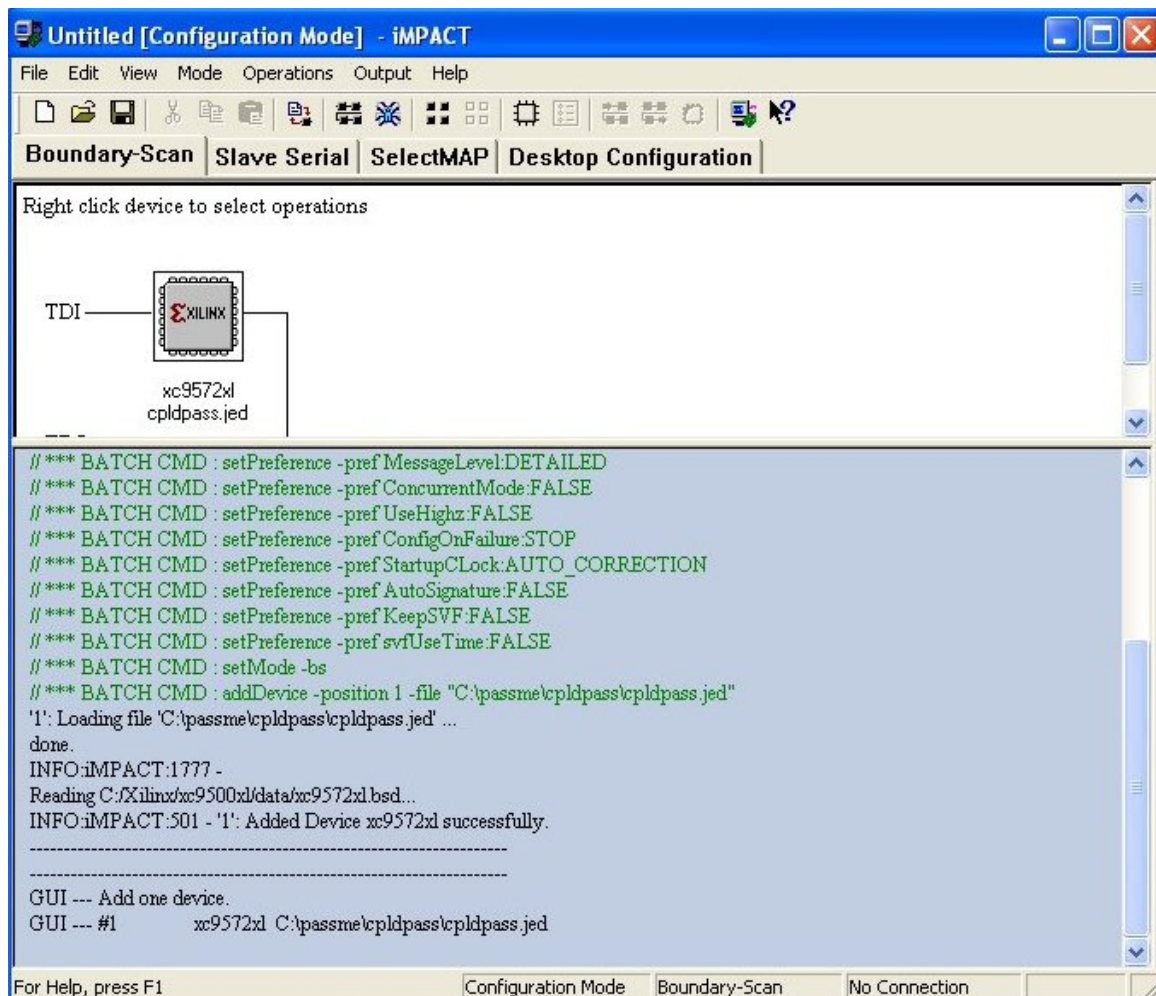 Untitled [Configuration Mode] - iMPACT
File Edit View Mode Operations Output Help
Boundary-Scan Slave Serial SelectMAP Desktop Configuration
Right click device to select operations
TDI
XILINX
xc9572xl
cpldpass.jed
// *** BATCH CMD : setPreference -pref MessageLevel:DETAILED
// *** BATCH CMD : setPreference -pref ConcurrentMode:FALSE
// *** BATCH CMD : setPreference -pref UseHighz:FALSE
// *** BATCH CMD : setPreference -pref ConfigOnFailure:STOP
// *** BATCH CMD : setPreference -pref StartupCLock:AUTO_CORRECTION
// *** BATCH CMD : setPreference -pref AutoSignature:FALSE
// *** BATCH CMD : setPreference -pref KeepSVF:FALSE
// *** BATCH CMD : setPreference -pref svfUseTime:FALSE
// *** BATCH CMD : setMode -bs
// *** BATCH CMD : addDevice -position 1 -file "C:\passme\cpldpass\cpldpass.jed"
'1': Loading file 'C:\passme\cpldpass\cpldpass.jed' ...
done.
INFO:iMPACT:1777 -
Reading C:/Xilinx/xc9500xl/data/xc9572xl.bsd...
INFO:iMPACT:501 - '1': Added Device xc9572xl successfully.
----------------------------------------------------------------------
----------------------------------------------------------------------
GUI --- Add one device.
GUI --- #1 xc9572xl C:\passme\cpldpass\cpldpass.jed
For Help, press F1 Configuration Mode Boundary-Scan No Connection